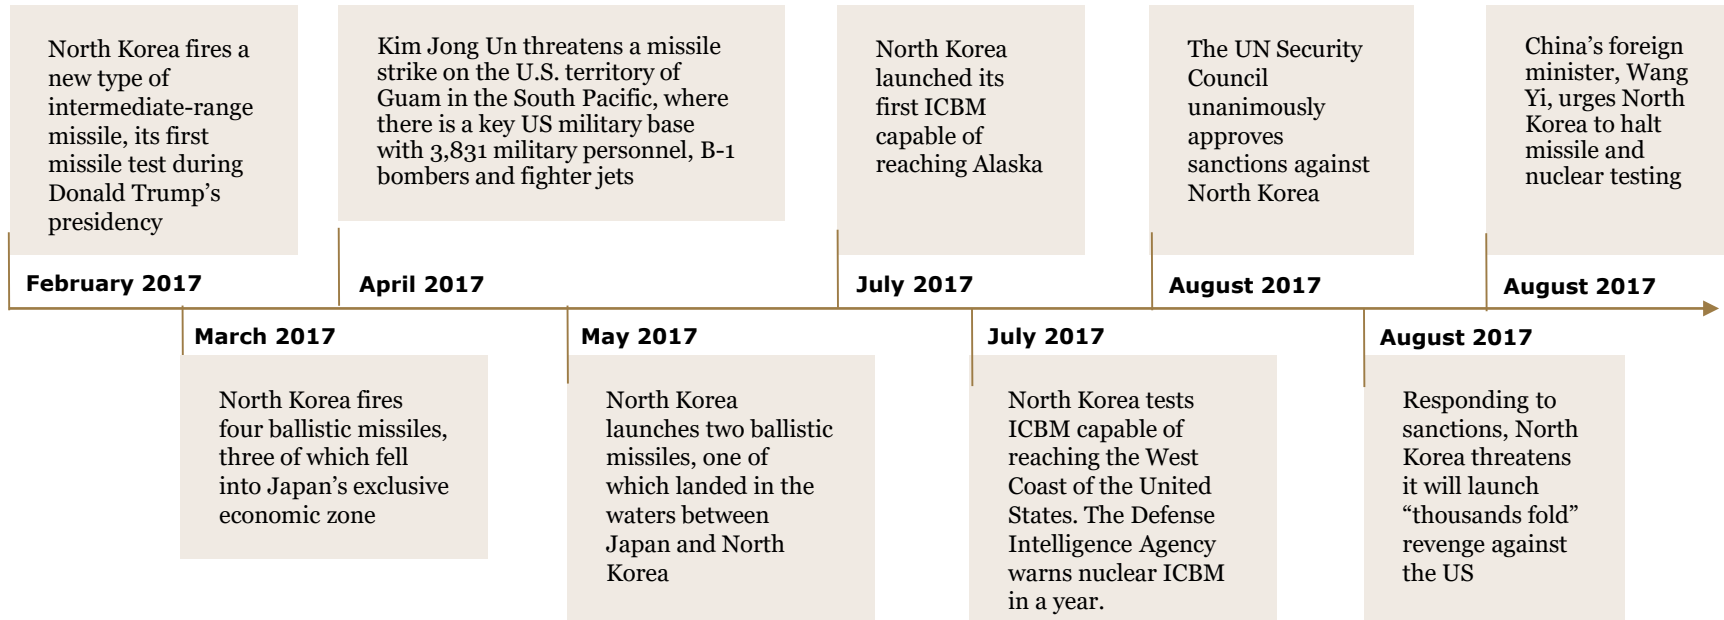 North Korea fires a
new type of
intermediate-range
missile, its first
missile test during
Donald Trump’s
presidency
February 2017
North Korea fires
four ballistic missiles,
three of which fell
into Japan’s exclusive
economic zone
March 2017
Kim Jong Un threatens a missile
strike on the U.S. territory of
Guam in the South Pacific, where
there is a key US military base
with 3,831 military personnel, B-1
bombers and fighter jets
April 2017
May 2017
North Korea
launches two ballistic
missiles, one of
which landed in the
waters between
Japan and North
Korea
North Korea
launched its
first ICBM
capable of
reaching Alaska
July 2017
July 2017
North Korea tests
ICBM capable of
reaching the West
Coast of the United
States. The Defense
Intelligence Agency
warns nuclear ICBM
in a year.
The UN Security
Council
unanimously
approves
sanctions against
North Korea
August 2017
August 2017
Responding to
sanctions, North
Korea threatens
it will launch
“thousands fold”
revenge against
the US
China’s foreign
minister, Wang
Yi, urges North
Korea to halt
missile and
nuclear testing
August 2017